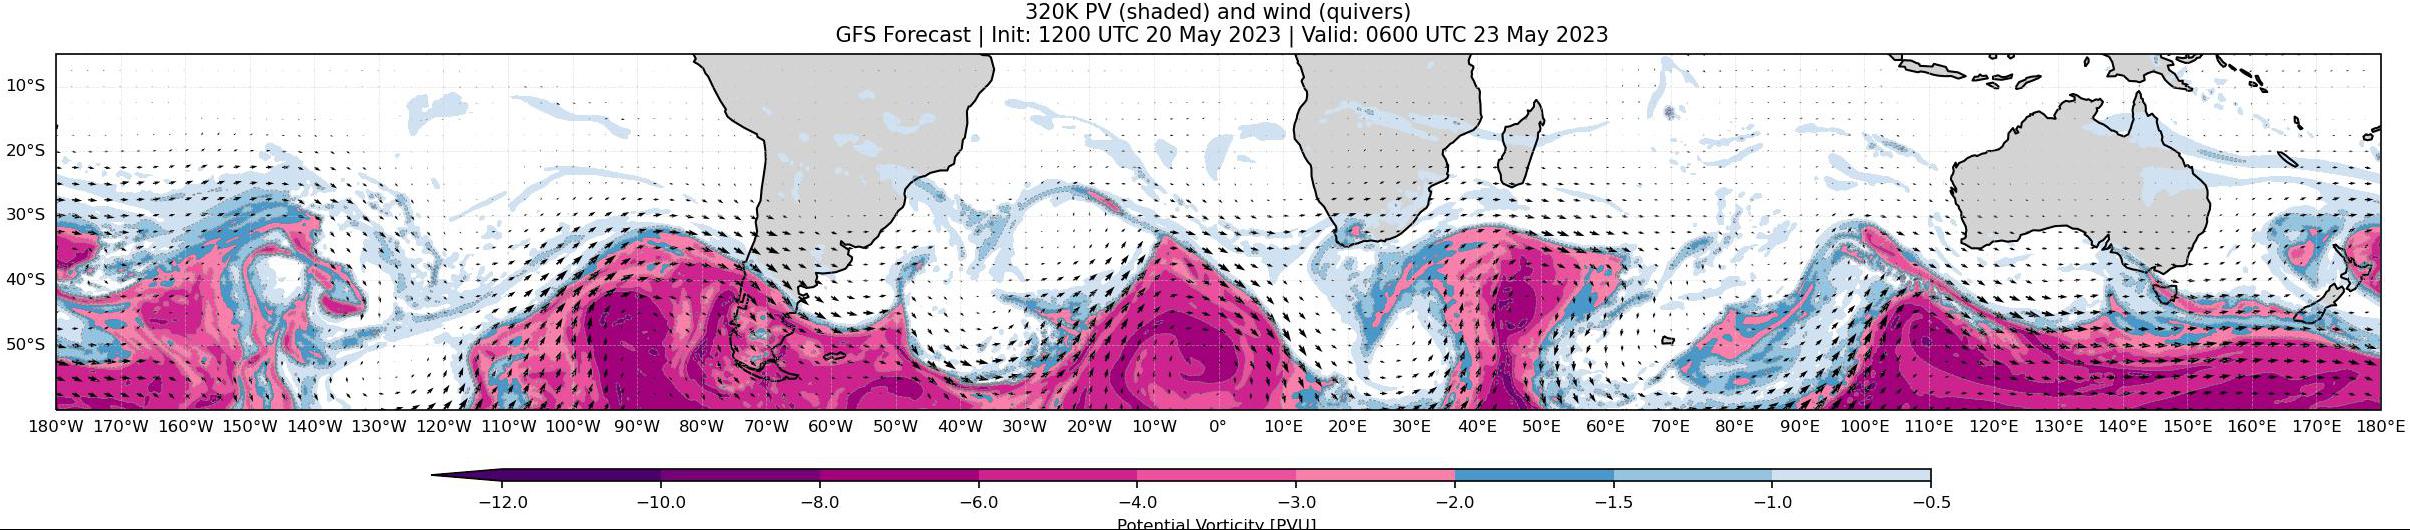 320K PV (shaded) and wind (quivers)
GFS Forecast | Init: 1200 UTC 20 May 2023 | Valid: 0600 UTC 23 May 2023
10°S
20°S
30°S
40°S
50°S
180°W 170°W 160°W 150°W 140°W 130°W 120°W 110°W 100°W 90°W 80°W 70°W 60°W 50°W 40°W 30°W 20°W 10°W 0° 10°E 20°E 30°E 40°E 50°E 60°E 70°E 80°E 90°E 100°E 110°E 120°E 130°E 140°E 150°E 160°E 170°E 180°E
−12.0 −10.0 −8.0 −6.0 −4.0 −3.0 −2.0 −1.5 −1.0 −0.5
Potential Vorticity [PVU]